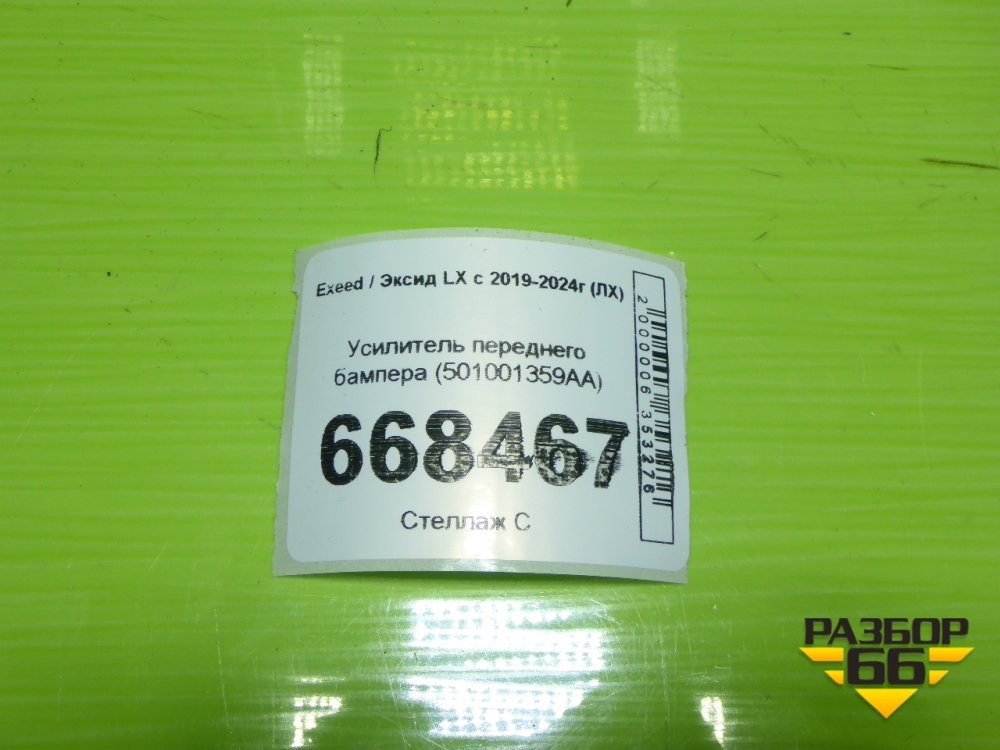 Exeed / Эксид LX с 2019-2024г (ЛХ)
Усилитель переднего
бампера (501001359AA)
668467
Стеллаж С
2000006353276
РАЗБОР
66